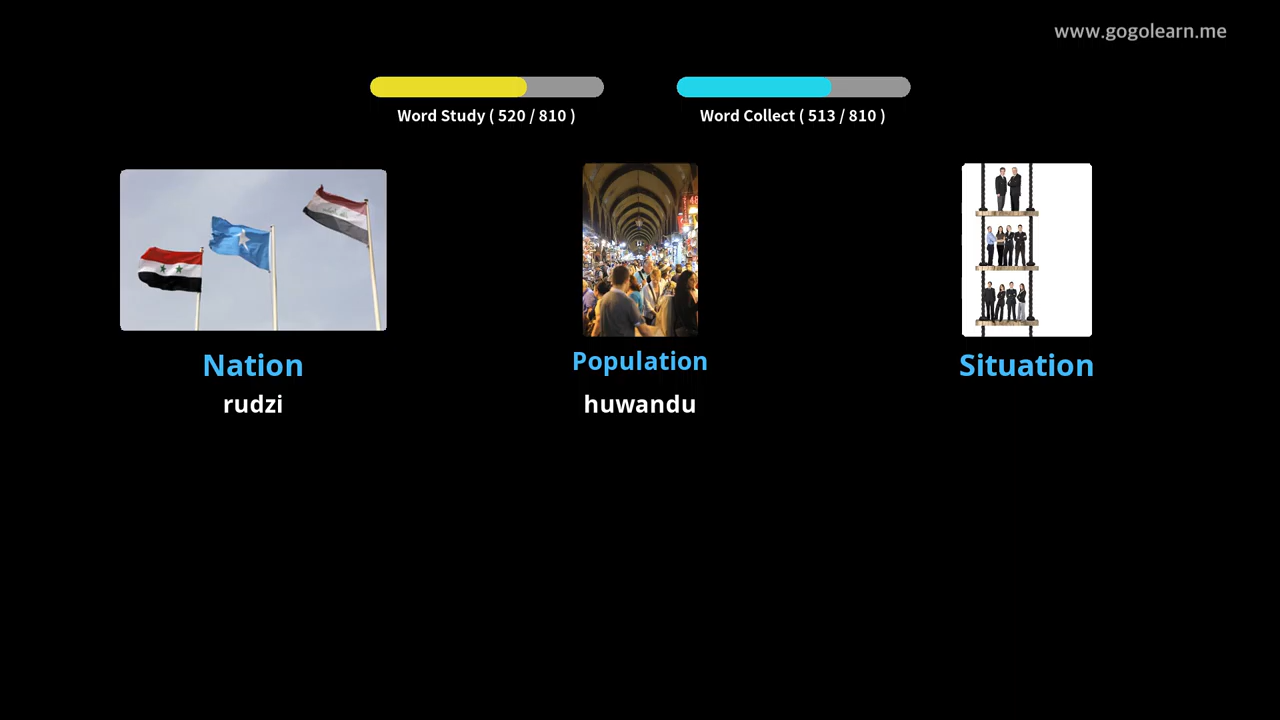 www.gogolearn.me
Word Study ( 520 / 810 )
Word Collect ( 513 / 810 )
Nation
rudzi
Population
huwandu
Situation